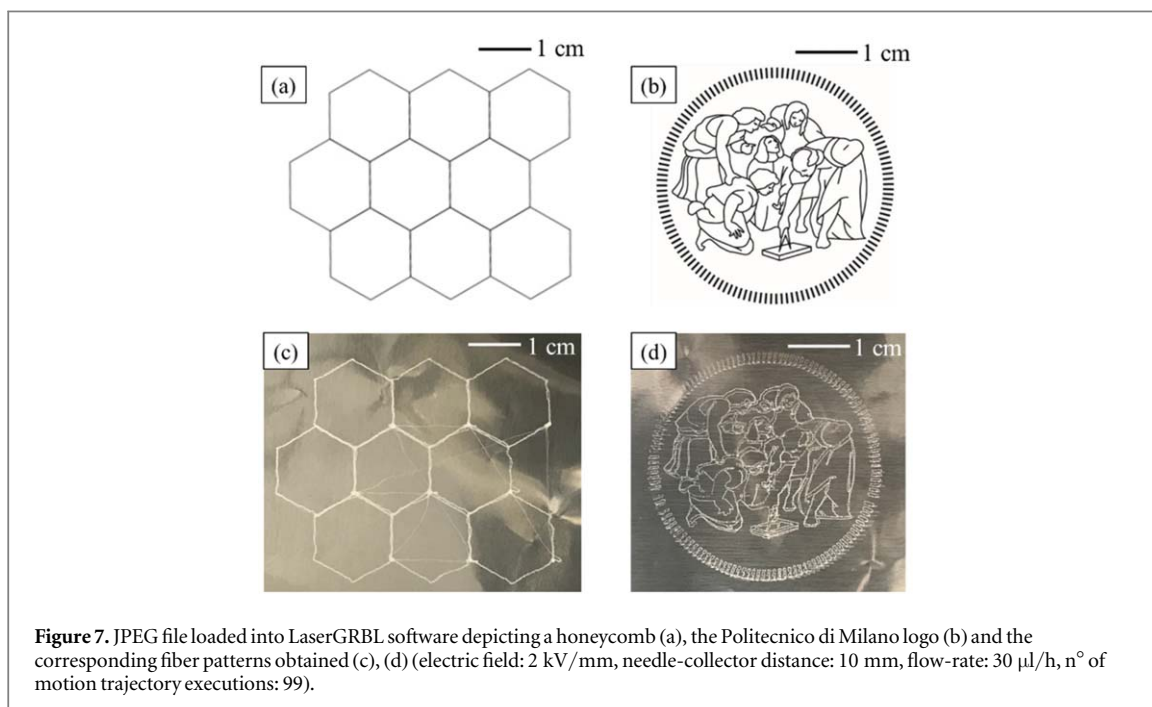 1 cm
1 cm
(a)
(b)
(c)
1 cm
(d)
1 cm
Figure 7. JPEG file loaded into LaserGRBL software depicting a honeycomb (a), the Politecnico di Milano logo (b) and the
corresponding fiber patterns obtained (c), (d) (electric field: 2 kV/mm, needle-collector distance: 10 mm, flow-rate: 30 μl/h, n° of
motion trajectory executions: 99).